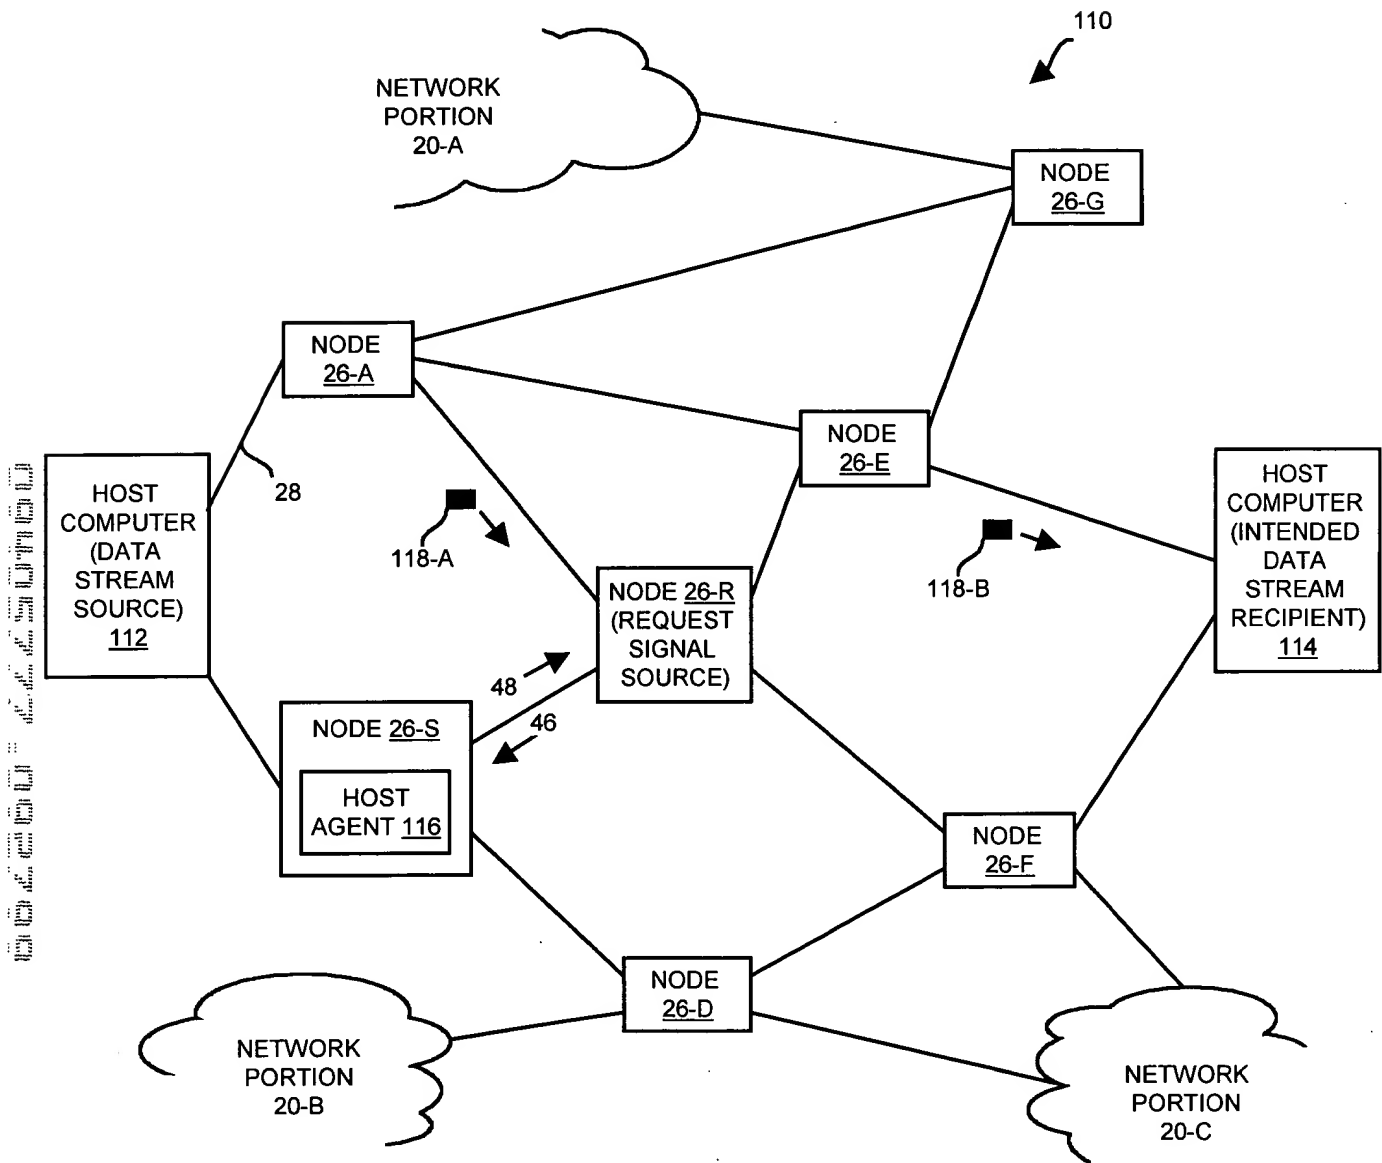 110
NETWORK
PORTION
20-A
NODE
26-G
NODE
26-A
28
NODE
26-E
HOST
COMPUTER
(DATA
STREAM
SOURCE)
112
118-A
118-B
HOST
COMPUTER
(INTENDED
DATA
STREAM
RECIPIENT)
114
NODE 26-R
(REQUEST
SIGNAL
SOURCE)
48
46
NODE 26-S
HOST
AGENT 116
NODE
26-F
NODE
26-D
NETWORK
PORTION
20-B
NETWORK
PORTION
20-C